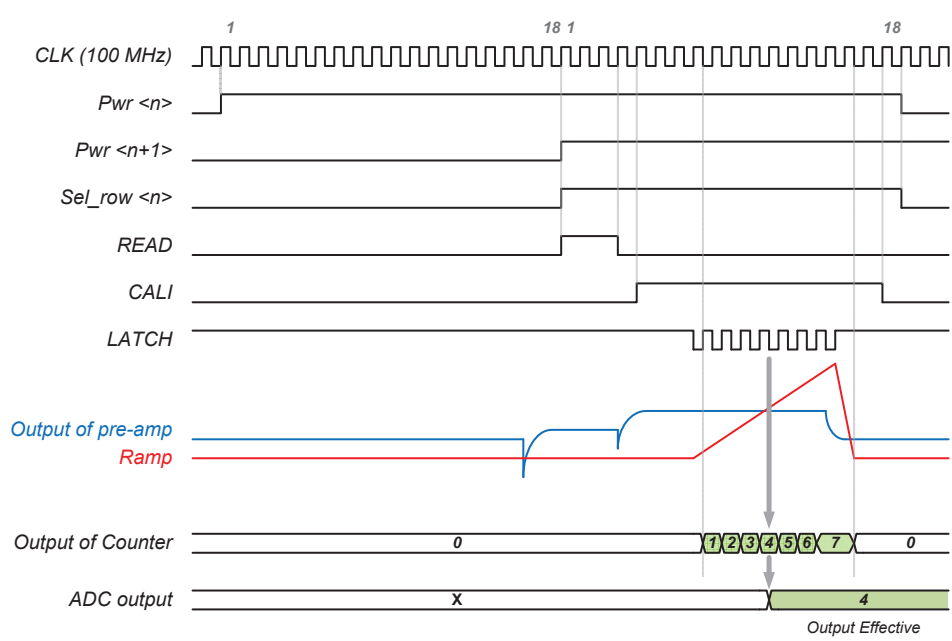 1 18 1 18
CLK (100 MHz)
Pwr <n>
Pwr <n+1>
Sel_row <n>
READ
CALI
LATCH
Output of pre-amp
Ramp
Output of Counter 0 1 2 3 4 5 6 7 0
ADC output X 4
Output Effective